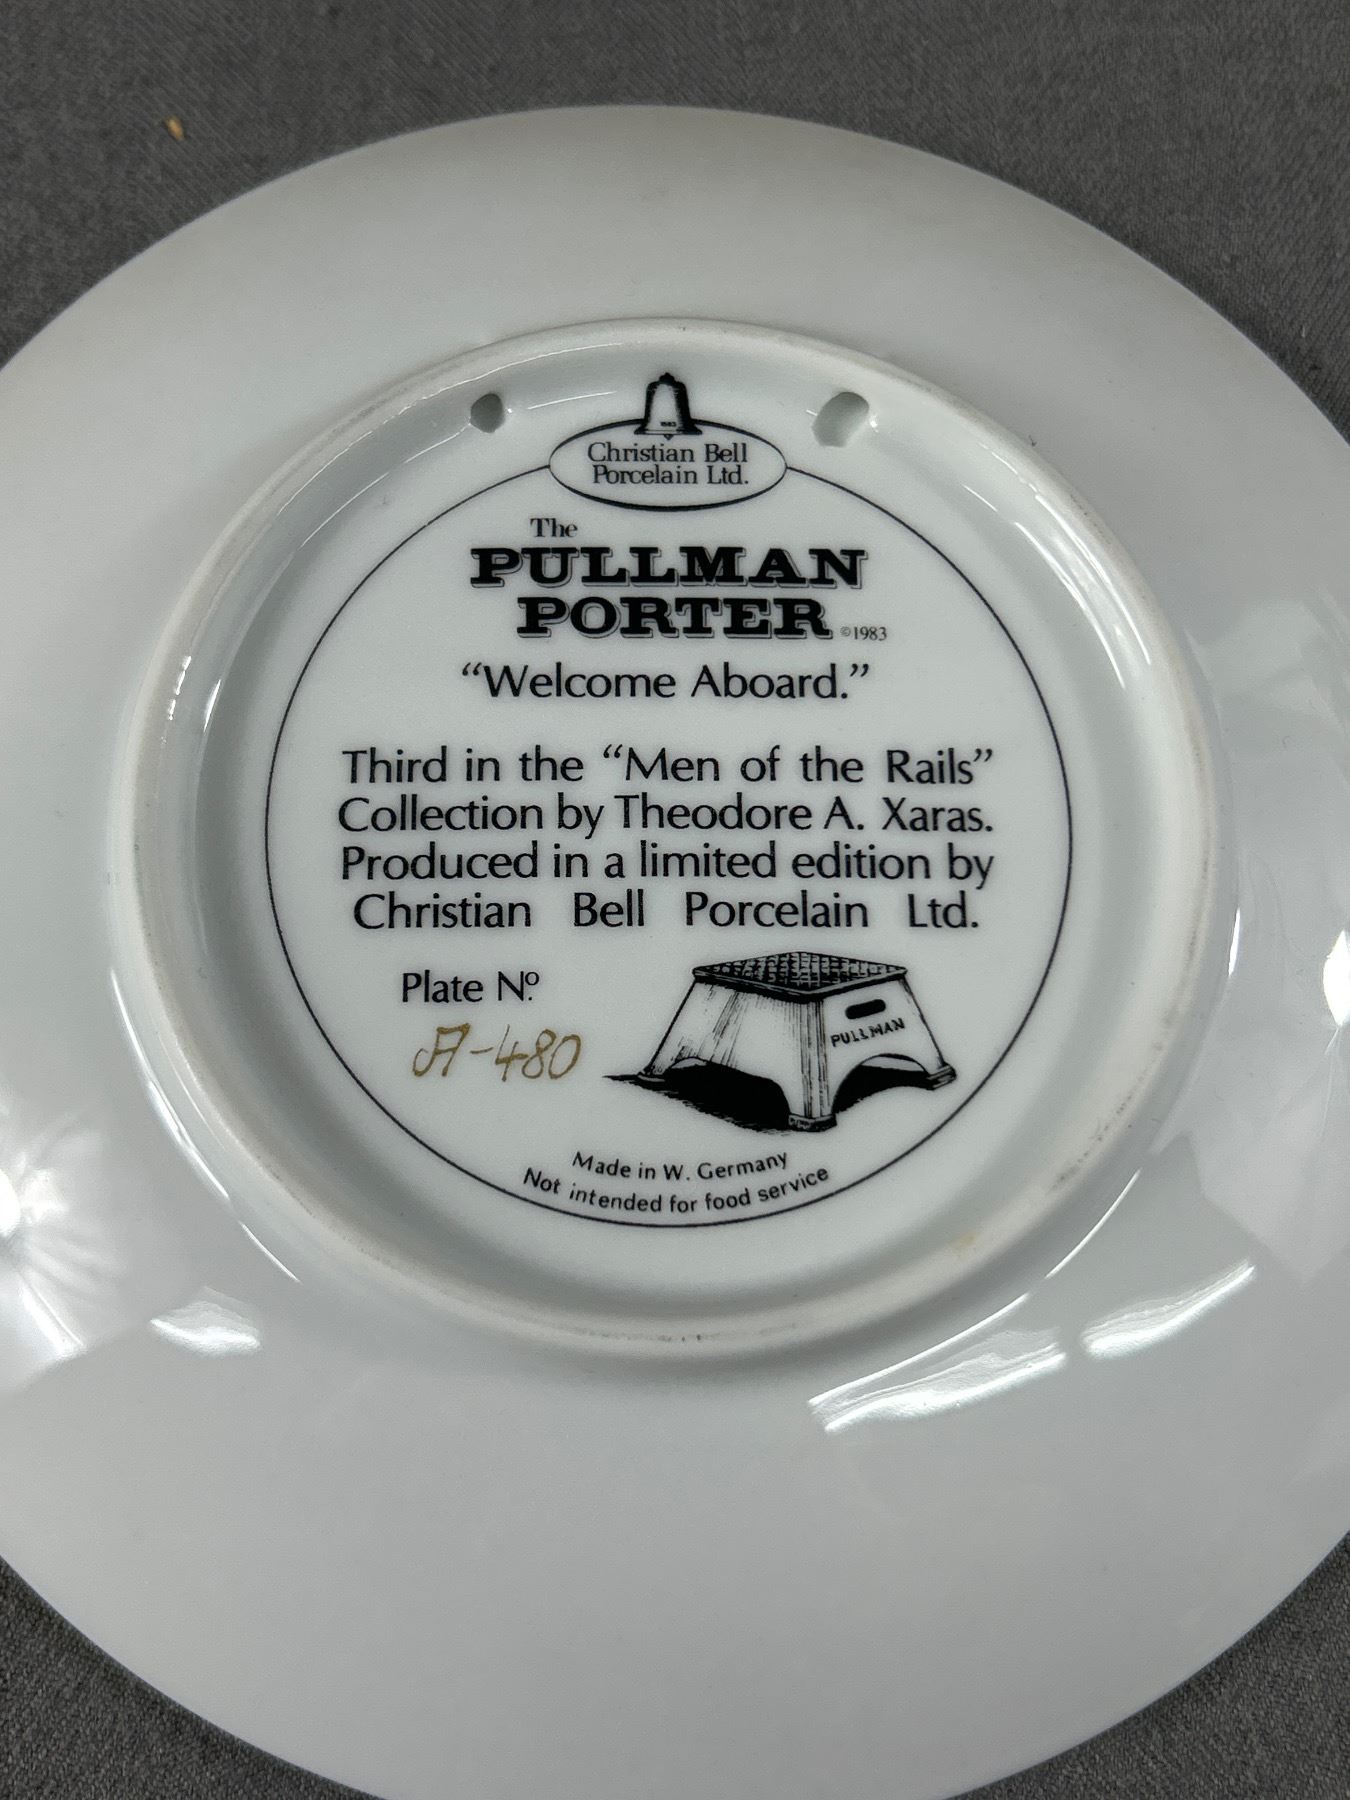 Christian Bell
Porcelain Ltd.
The
PULLMAN
PORTER ©1983
“Welcome Aboard.”
Third in the “Men of the Rails”
Collection by Theodore A. Xaras.
Produced in a limited edition by
Christian Bell Porcelain Ltd.
Plate Nº
A-480
PULLMAN
Made in W. Germany
Not intended for food service